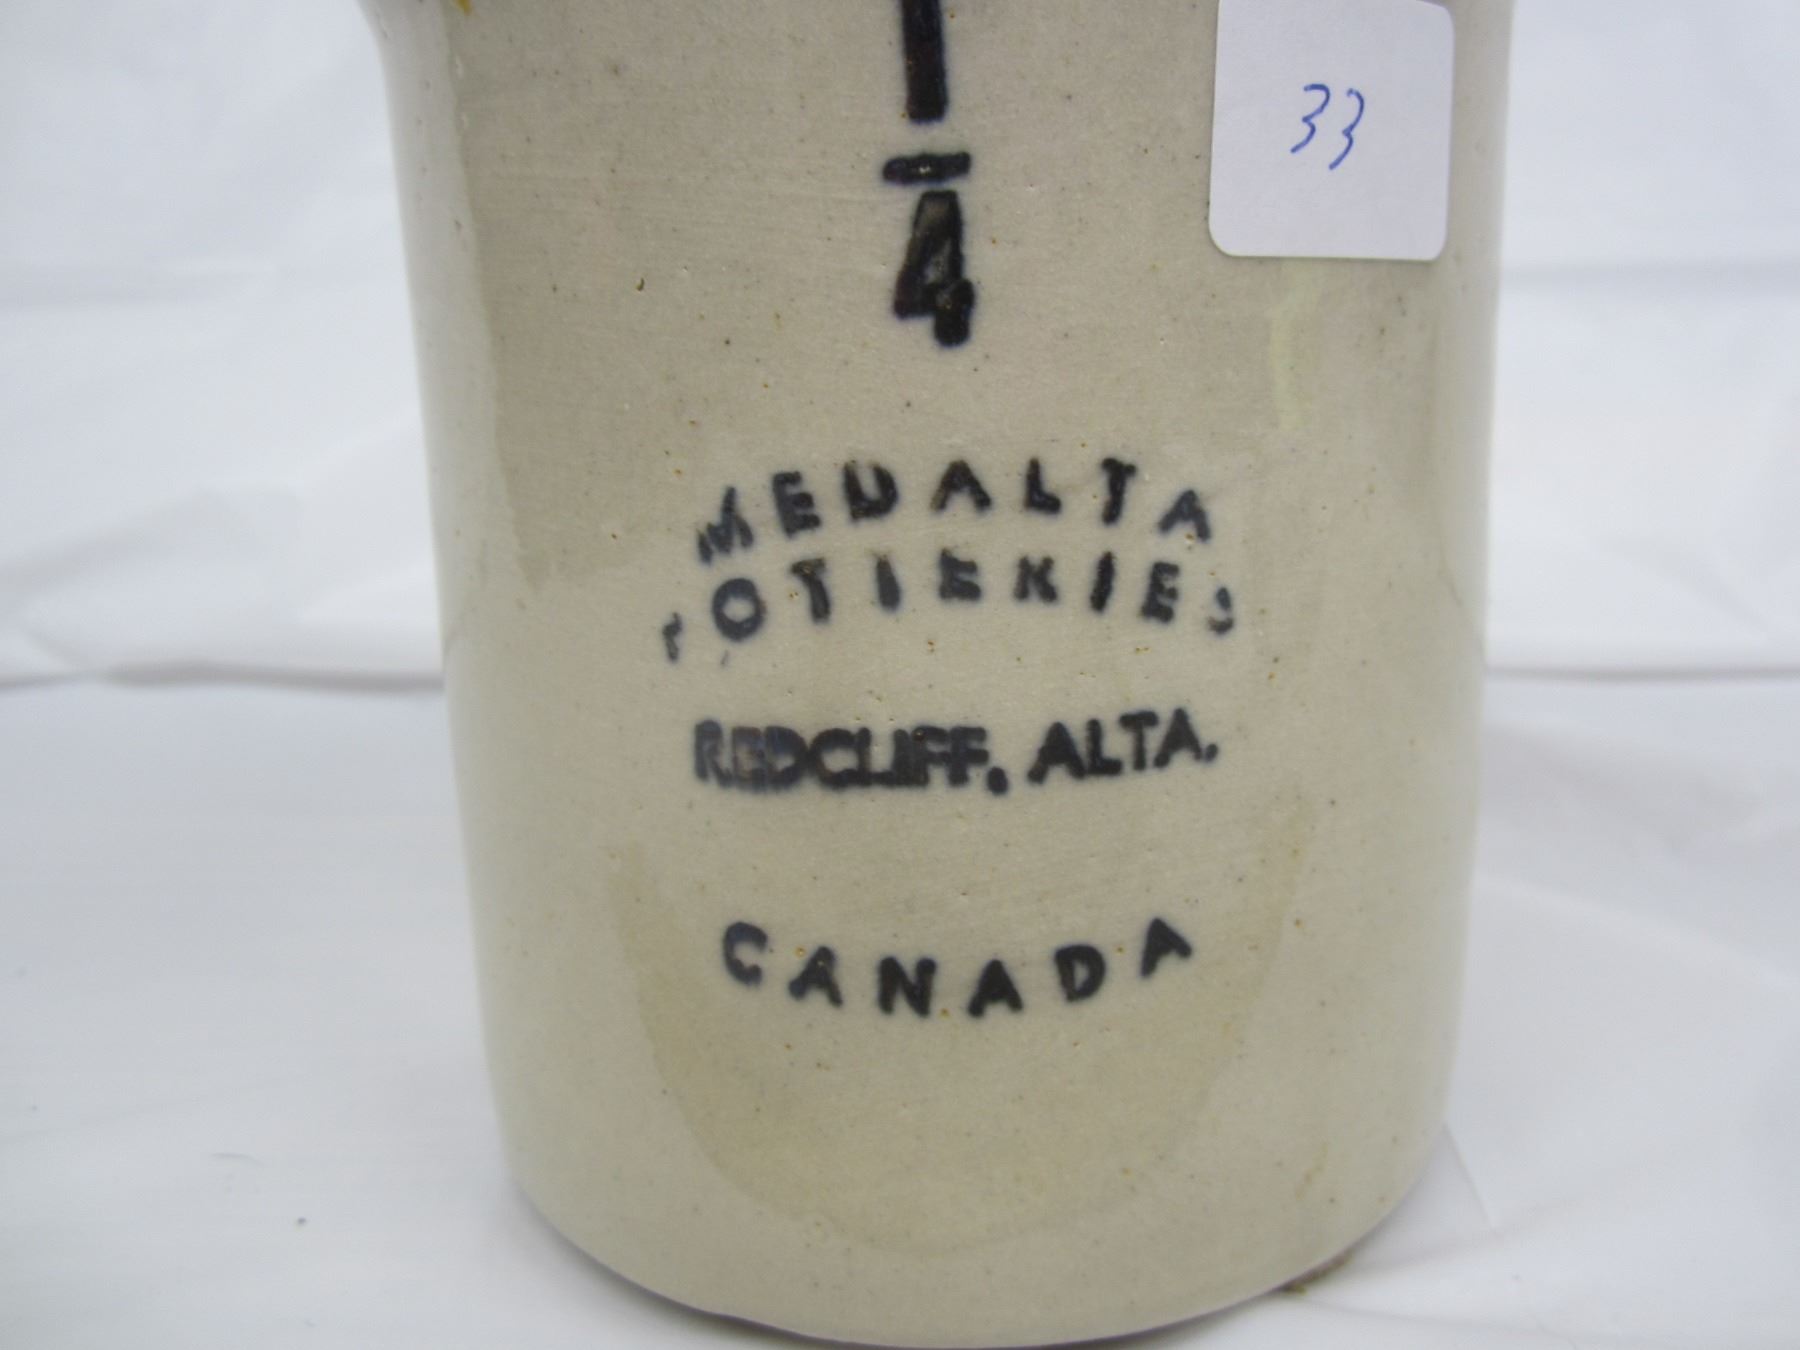 1
4
33
MEDALTA
POTTERIES
REDCLIFF, ALTA.
CANADA